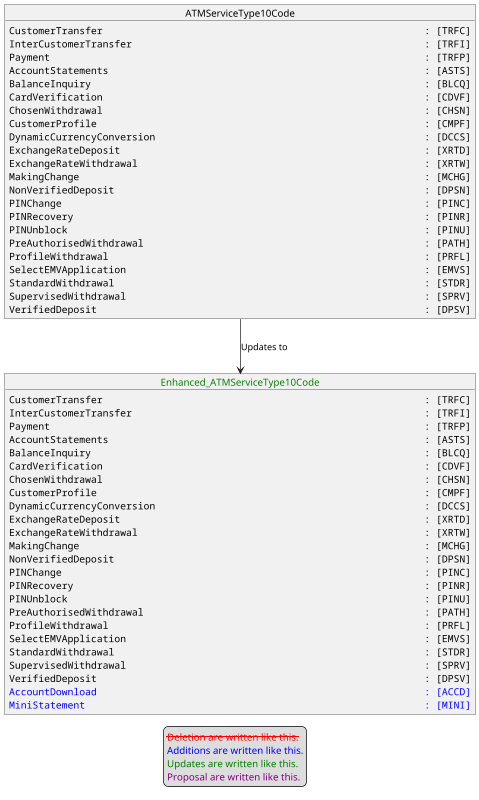 ATMServiceType10Code
CustomerTransfer : [TRFC]
InterCustomerTransfer : [TRFI]
Payment : [TRFP]
AccountStatements : [ASTS]
BalanceInquiry : [BLCQ]
CardVerification : [CDVF]
ChosenWithdrawal : [CHSN]
CustomerProfile : [CMPF]
DynamicCurrencyConversion : [DCCS]
ExchangeRateDeposit : [XRTD]
ExchangeRateWithdrawal : [XRTW]
MakingChange : [MCHG]
NonVerifiedDeposit : [DPSN]
PINChange : [PINC]
PINRecovery : [PINR]
PINUnblock : [PINU]
PreAuthorisedWithdrawal : [PATH]
ProfileWithdrawal : [PRFL]
SelectEMVApplication : [EMVS]
StandardWithdrawal : [STDR]
SupervisedWithdrawal : [SPRV]
VerifiedDeposit : [DPSV]
Updates to
Enhanced_ATMServiceType10Code
CustomerTransfer : [TRFC]
InterCustomerTransfer : [TRFI]
Payment : [TRFP]
AccountStatements : [ASTS]
BalanceInquiry : [BLCQ]
CardVerification : [CDVF]
ChosenWithdrawal : [CHSN]
CustomerProfile : [CMPF]
DynamicCurrencyConversion : [DCCS]
ExchangeRateDeposit : [XRTD]
ExchangeRateWithdrawal : [XRTW]
MakingChange : [MCHG]
NonVerifiedDeposit : [DPSN]
PINChange : [PINC]
PINRecovery : [PINR]
PINUnblock : [PINU]
PreAuthorisedWithdrawal : [PATH]
ProfileWithdrawal : [PRFL]
SelectEMVApplication : [EMVS]
StandardWithdrawal : [STDR]
SupervisedWithdrawal : [SPRV]
VerifiedDeposit : [DPSV]
AccountDownload : [ACCD]
MiniStatement : [MINI]
Deletion are written like this.
Additions are written like this.
Updates are written like this.
Proposal are written like this.